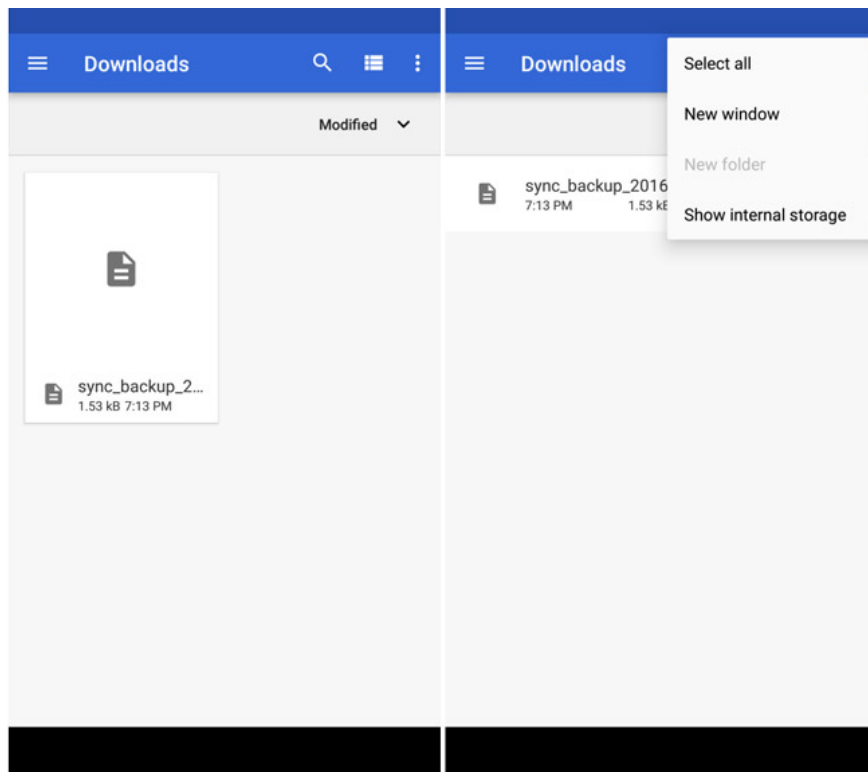 Downloads
Modified
sync_backup_2...
1.53 kB 7:13 PM
Downloads
Select all
New window
New folder
Show internal storage
sync_backup_2016
7:13 PM 1.53 kB